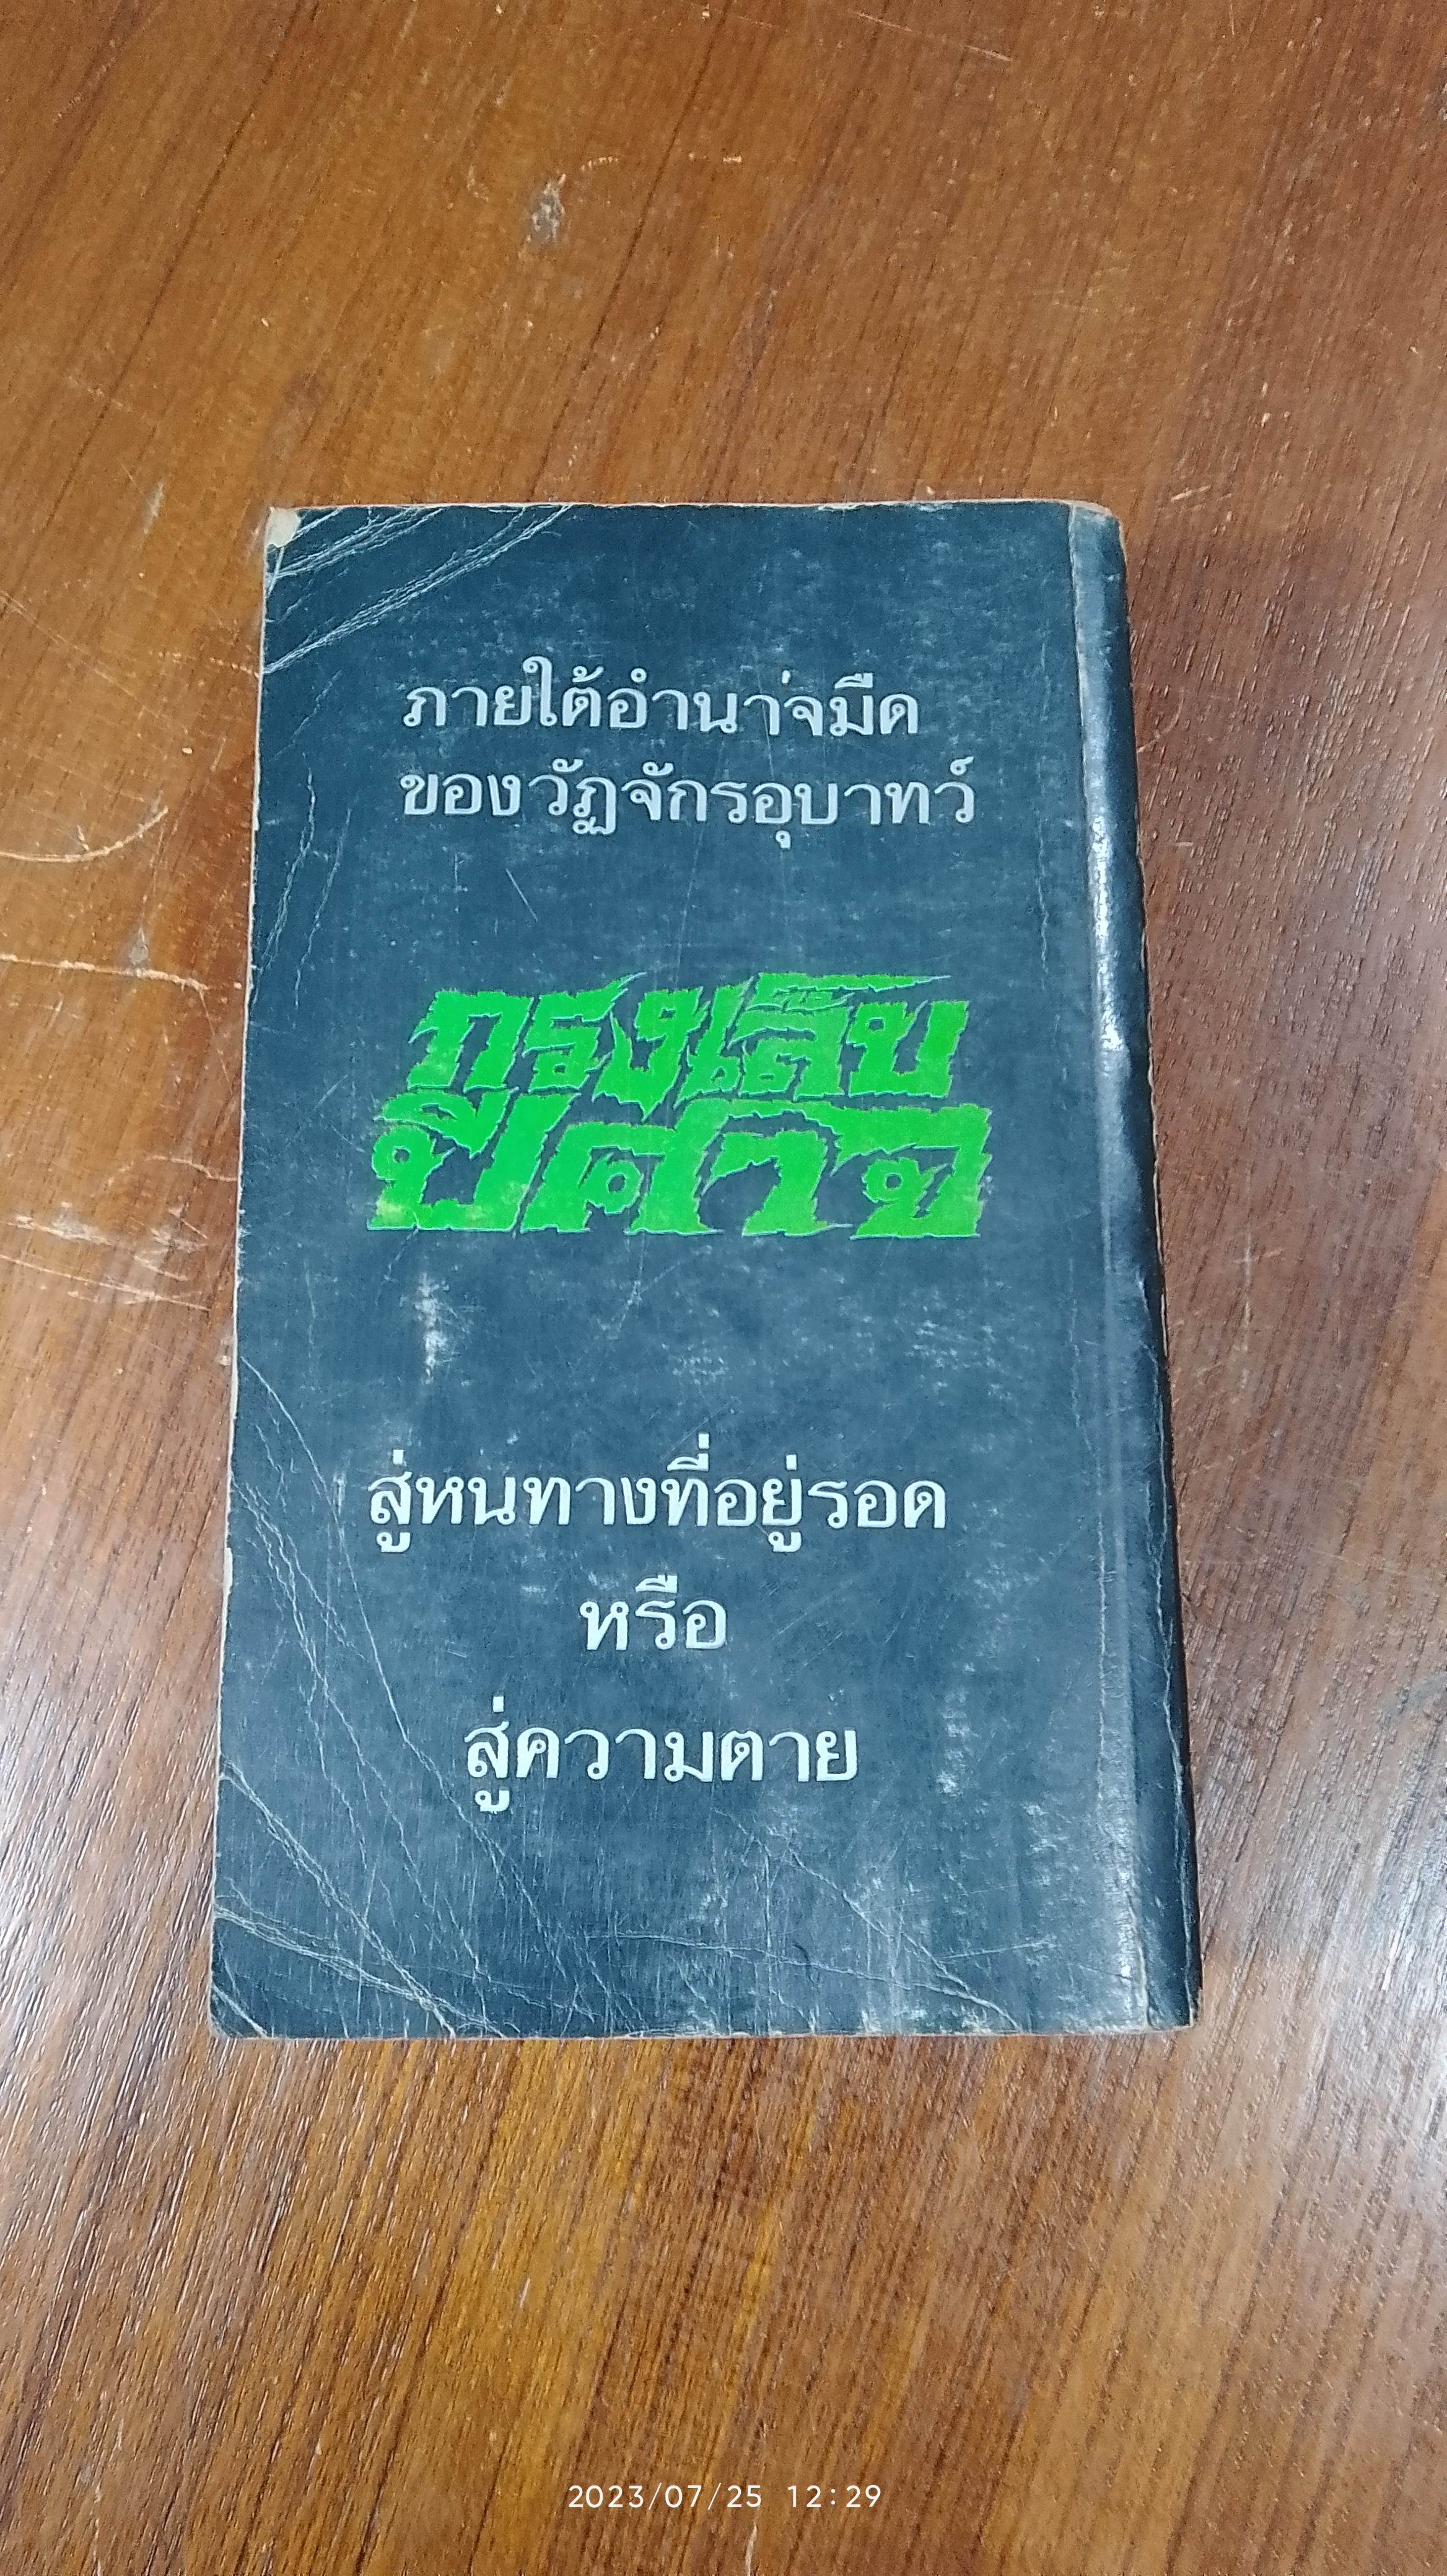 ภายใต้อำนา่จมืด
ของวัฏจักรอุบาทว์
กรงเล็บ
ปีศาจ
สู่หนทางที่อยู่รอด
หรือ
สู่ความตาย
2023/07/25 12:29